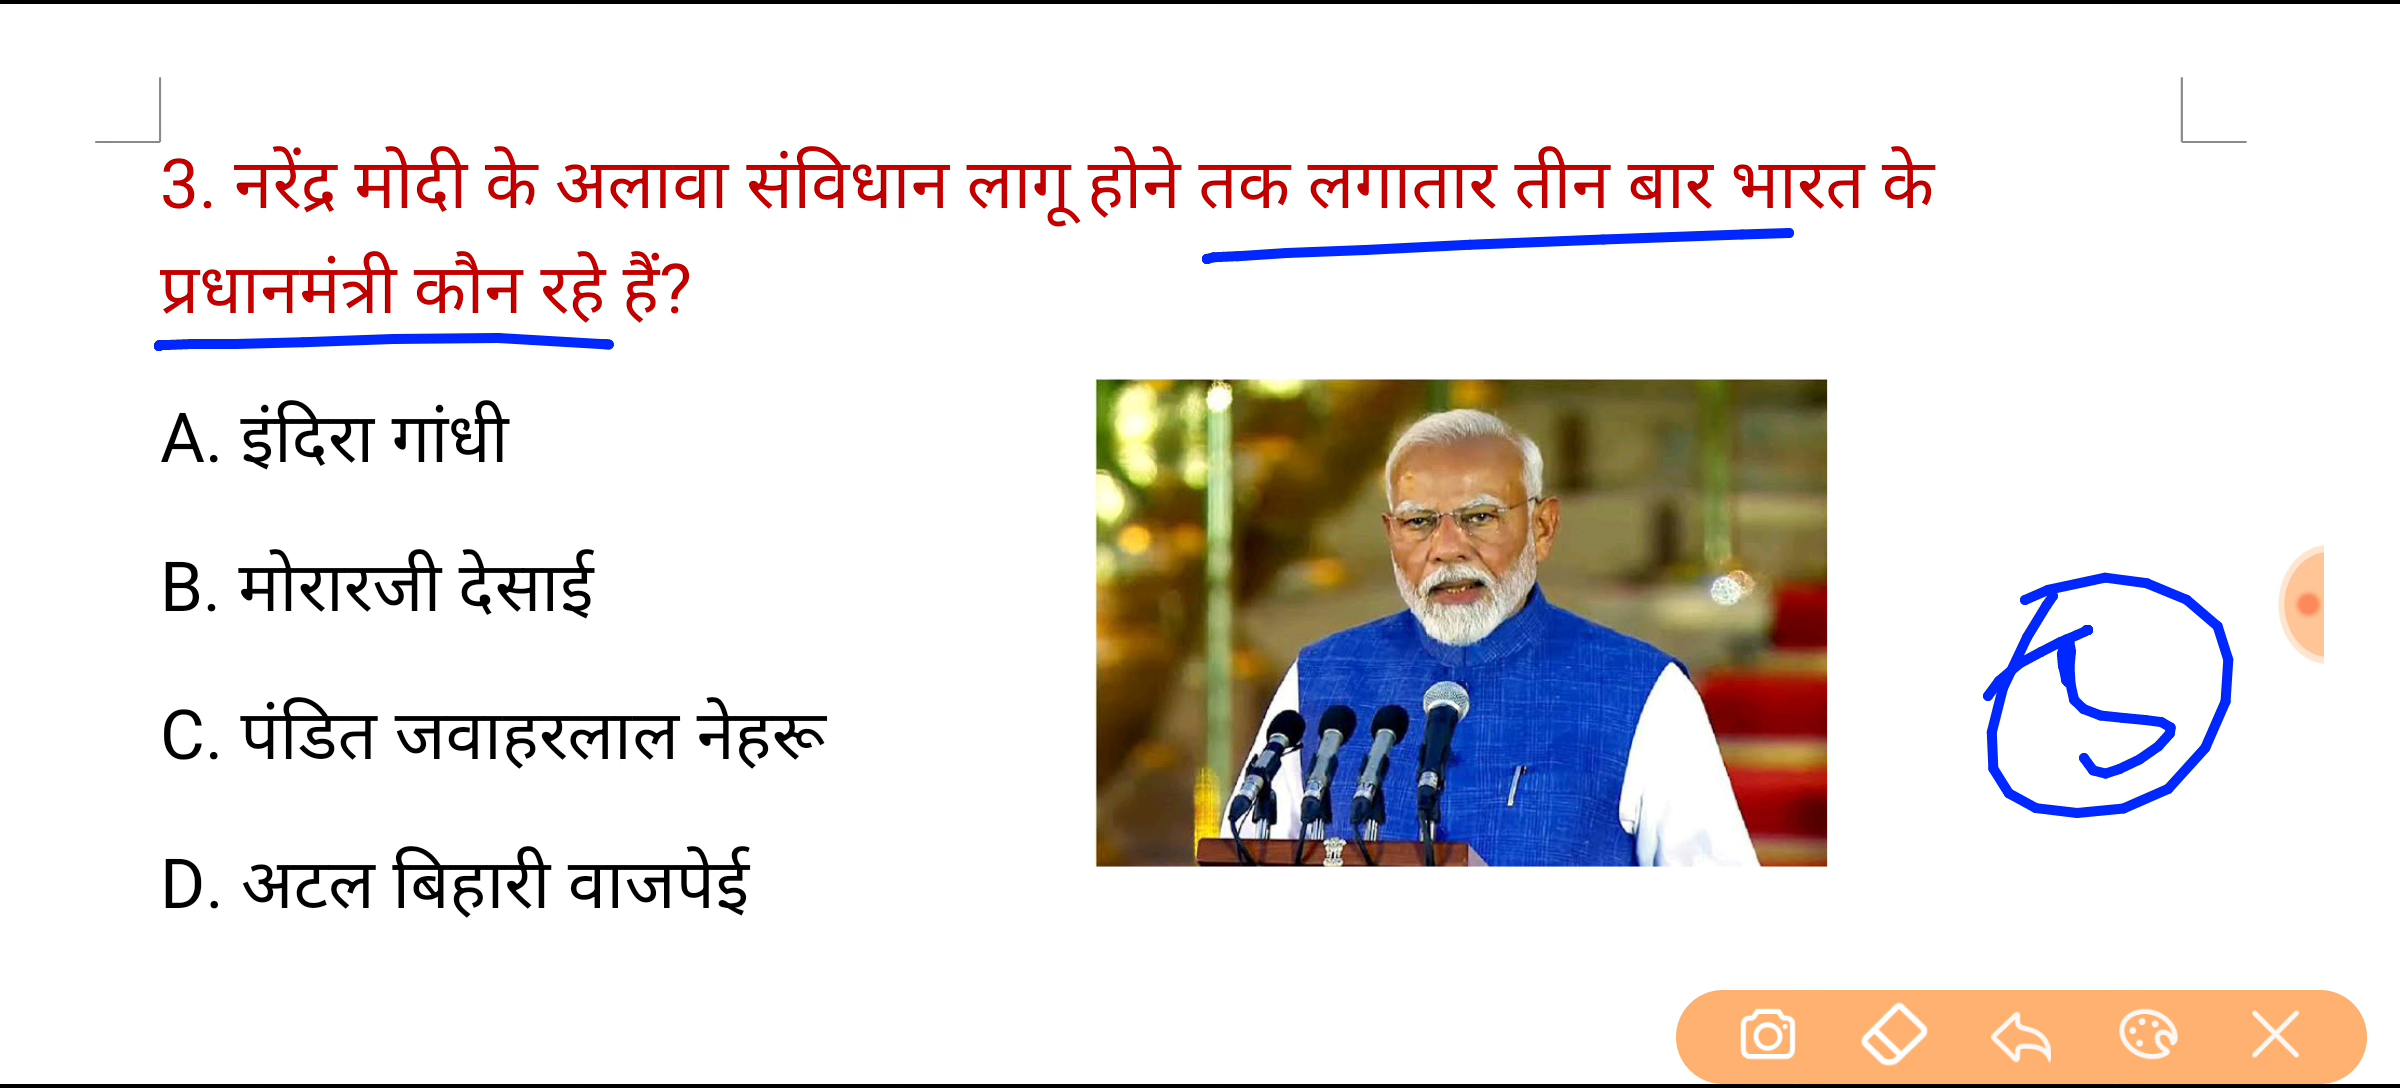 3. नरेंद्र मोदी के अलावा संविधान लागू होने तक लगातार तीन बार भारत के
प्रधानमंत्री कौन रहे हैं?
A. इंदिरा गांधी
B. मोरारजी देसाई
C. पंडित जवाहरलाल नेहरू
D. अटल बिहारी वाजपेई